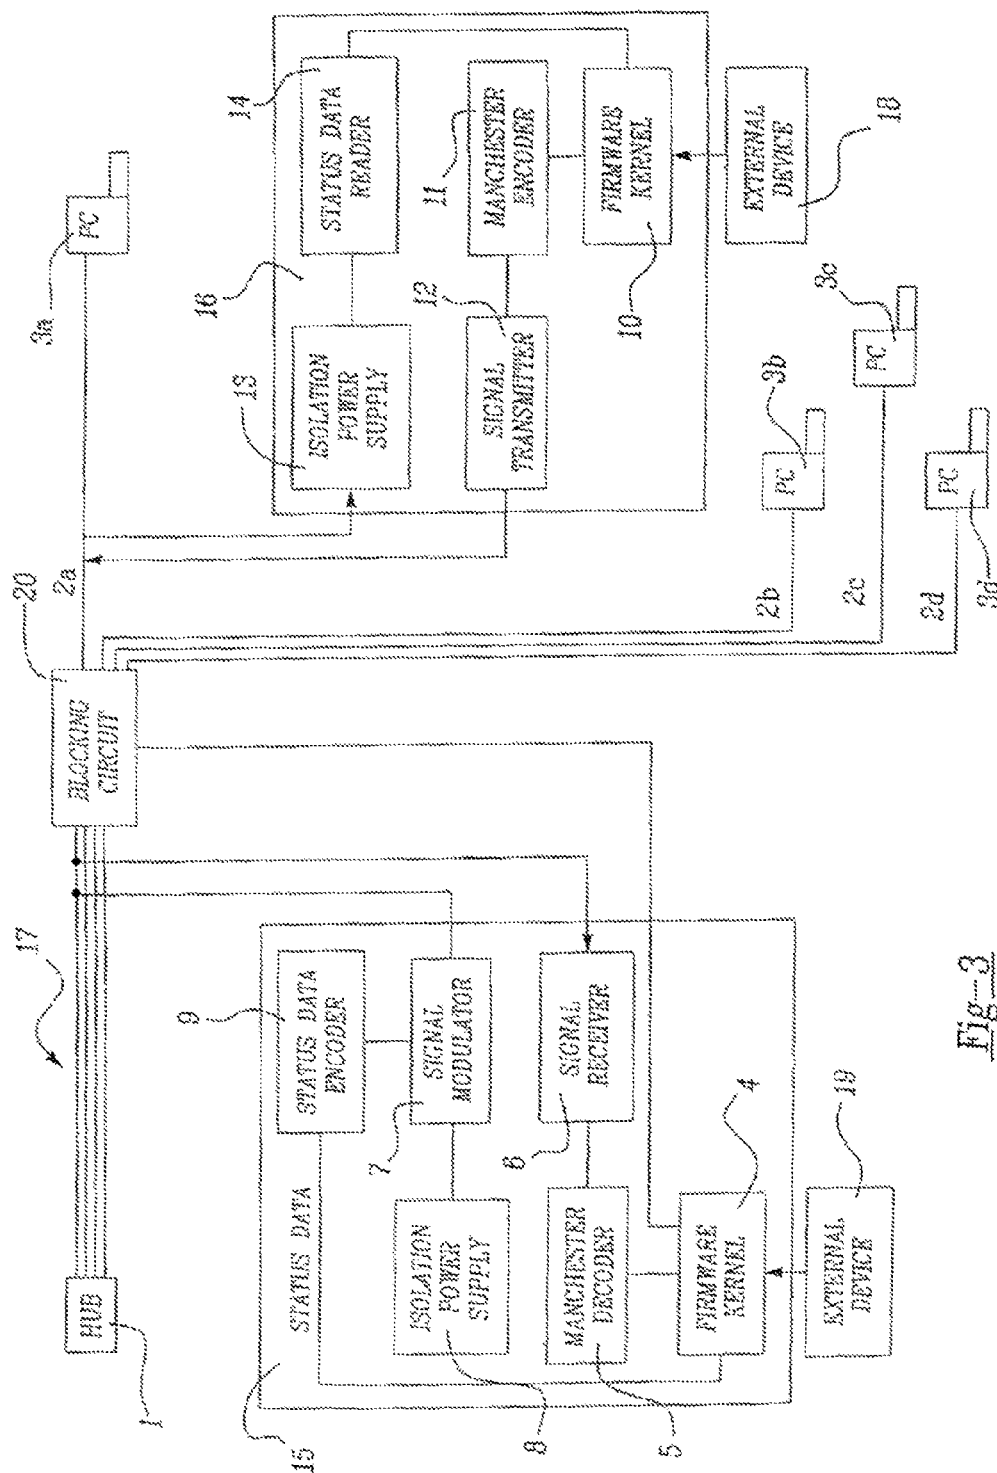 17
HUB
1
BLOCKING
CIRCUIT
20
2a
3a
PC
15
STATUS DATA
STATUS DATA
ENCODER
9
ISOLATION
POWER
SUPPLY
8
SIGNAL
MODULATOR
7
MANCHESTER
DECODER
5
SIGNAL
RECEIVER
6
FIRMWARE
KERNEL
4
EXTERNAL
DEVICE
19
16
ISOLATION
POWER
SUPPLY
13
STATUS DATA
READER
14
SIGNAL
TRANSMITTER
12
MANCHESTER
ENCODER
11
FIRMWARE
KERNEL
10
EXTERNAL
DEVICE
18
2b
PC
3b
2c
PC
3c
2d
PC
3d
Fig-3